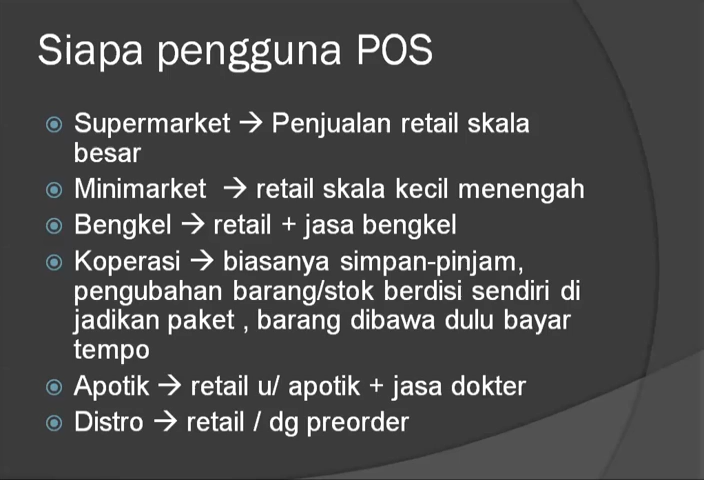 Siapa pengguna POS
Supermarket → Penjualan retail skala
besar
Minimarket → retail skala kecil menengah
Bengkel → retail + jasa bengkel
Koperasi → biasanya simpan-pinjam,
pengubahan barang/stok berdisi sendiri di
jadikan paket , barang dibawa dulu bayar
tempo
Apotik → retail u/ apotik + jasa dokter
Distro → retail / dg preorder